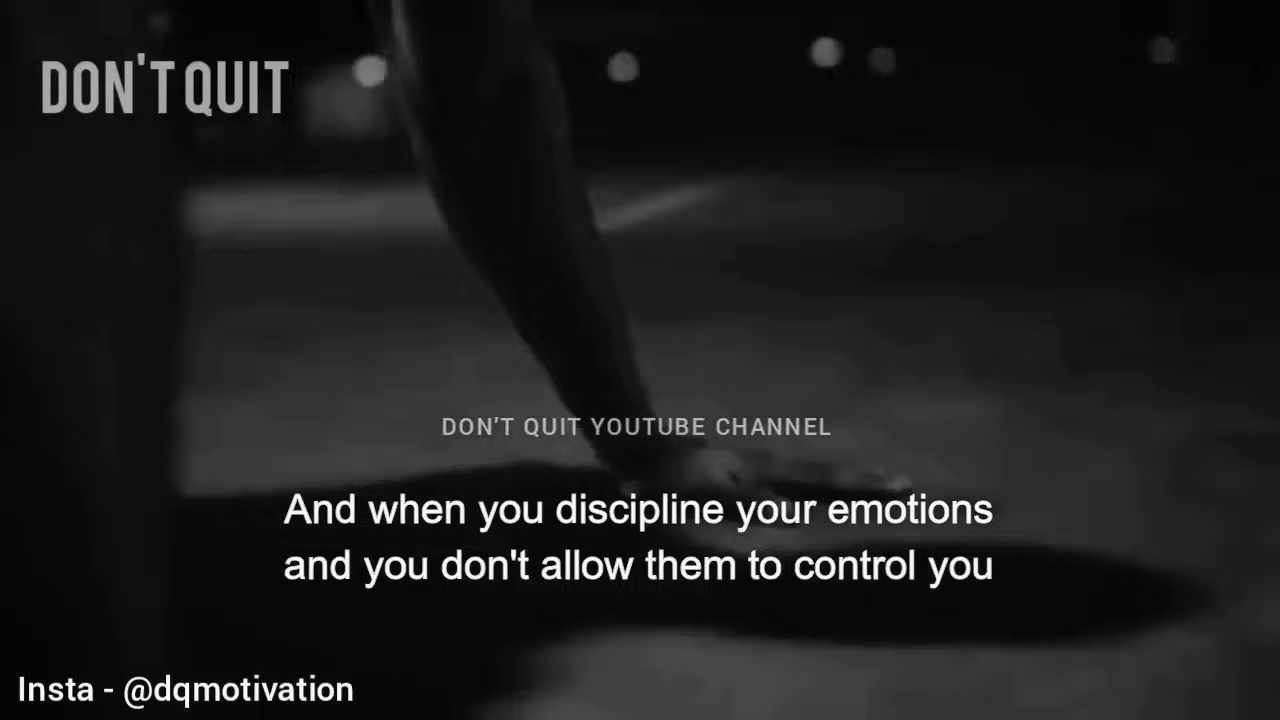 DON'T QUIT
DON'T QUIT YOUTUBE CHANNEL
And when you discipline your emotions
and you don't allow them to control you
Insta - @dqmotivation